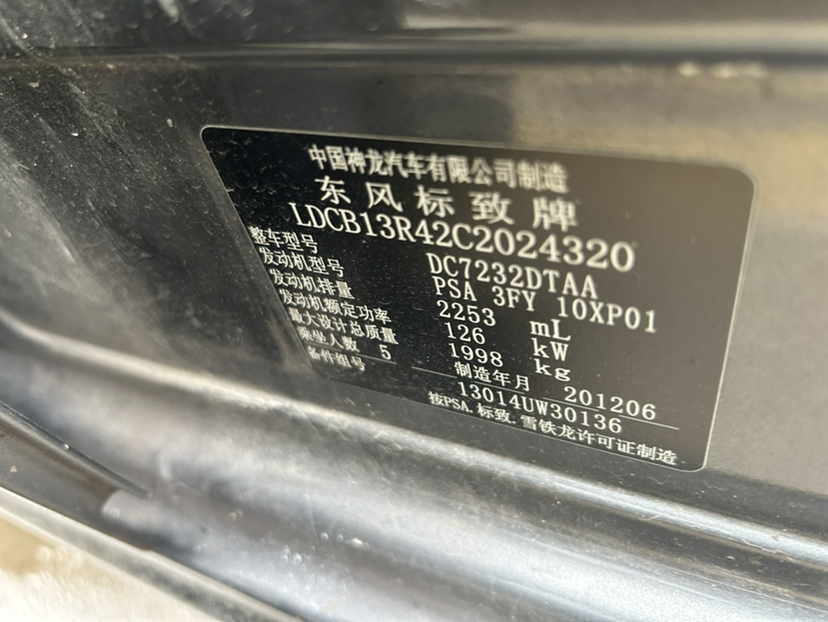 中国神龙汽车有限公司制造
东风标致牌
LDCB13R42C2024320
整车型号 DC7232DTAA
发动机型号 PSA 3FY 10XP01
发动机排量 2253 mL
发动机额定功率 126 kW
最大设计总质量 1998 kg
乘坐人数 5 制造年月 201206
备件组号 13014UW30136
按PSA.标致.雪铁龙许可证制造